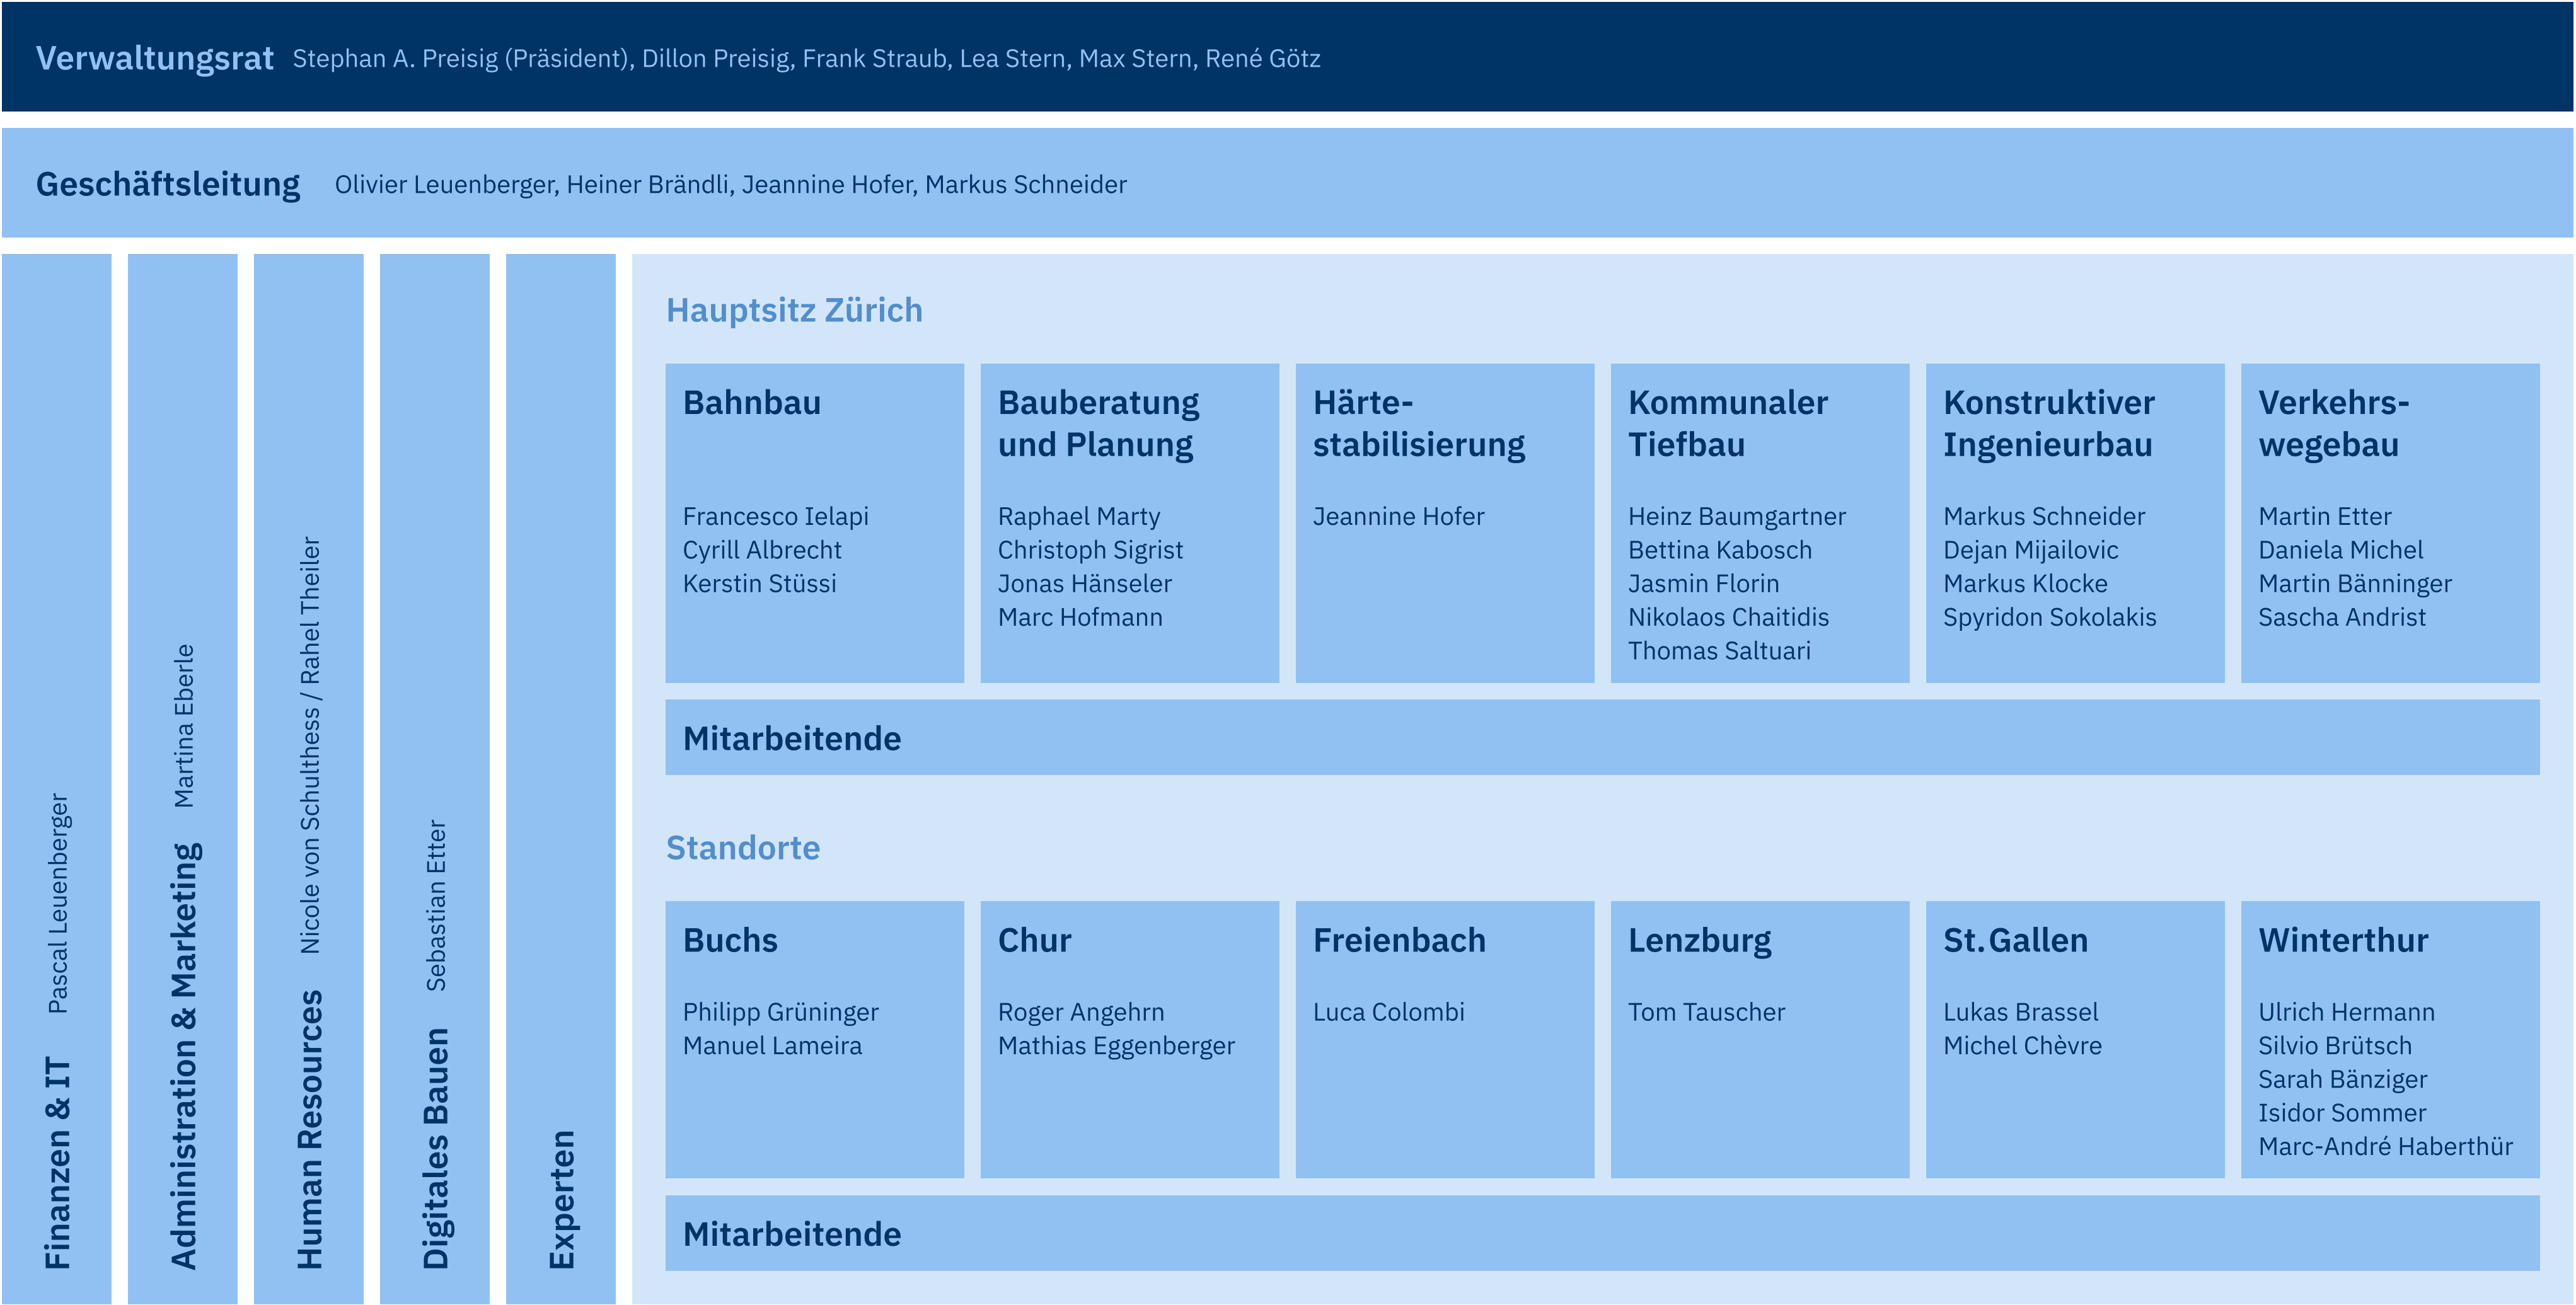 Verwaltungsrat Stephan A. Preisig (Präsident), Dillon Preisig, Frank Straub, Lea Stern, Max Stern, René Götz
Geschäftsleitung Olivier Leuenberger, Heiner Brändli, Jeannine Hofer, Markus Schneider
Finanzen & IT Pascal Leuenberger
Administration & Marketing Martina Eberle
Human Resources Nicole von Schulthess / Rahel Theiler
Digitales Bauen Sebastian Etter
Experten
Hauptsitz Zürich
Bahnbau
Francesco Ielapi
Cyrill Albrecht
Kerstin Stüssi
Bauberatung
und Planung
Raphael Marty
Christoph Sigrist
Jonas Hänseler
Marc Hofmann
Härte-
stabilisierung
Jeannine Hofer
Kommunaler
Tiefbau
Heinz Baumgartner
Bettina Kabosch
Jasmin Florin
Nikolaos Chaitidis
Thomas Saltuari
Konstruktiver
Ingenieurbau
Markus Schneider
Dejan Mijailovic
Markus Klocke
Spyridon Sokolakis
Verkehrs-
wegebau
Martin Etter
Daniela Michel
Martin Bänninger
Sascha Andrist
Mitarbeitende
Standorte
Buchs
Philipp Grüninger
Manuel Lameira
Chur
Roger Angehrn
Mathias Eggenberger
Freienbach
Luca Colombi
Lenzburg
Tom Tauscher
St. Gallen
Lukas Brassel
Michel Chèvre
Winterthur
Ulrich Hermann
Silvio Brütsch
Sarah Bänziger
Isidor Sommer
Marc-André Haberthür
Mitarbeitende